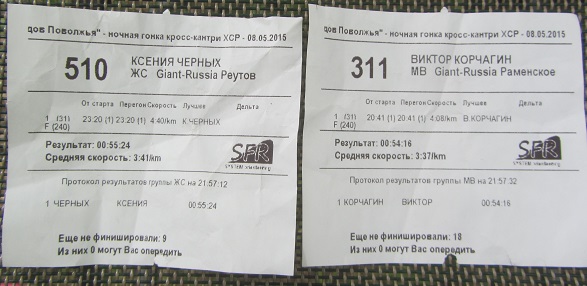 дов Поволжья" - ночная гонка кросс-кантри ХСР - 08.05.2015
510 КСЕНИЯ ЧЕРНЫХ
ЖС Giant-Russia Реутов
От старта Перегон Скорость Лучшее Дельта
1 (31) 23:20 (1) 23:20 (1) 4:40/km К.ЧЕРНЫХ
F (240)
Результат: 00:55:24
Средняя скорость: 3:41/km
SFR
Протокол результатов группы ЖС на 21:57:12
1 ЧЕРНЫХ КСЕНИЯ 00:55:24
Еще не финишировали: 9
Из них 0 могут Вас опередить
дов Поволжья" - ночная гонка кросс-кантри ХСР - 08.05.2015
311 ВИКТОР КОРЧАГИН
МВ Giant-Russia Раменское
От старта Перегон Скорость Лучшее Дельта
1 (31) 20:41 (1) 20:41 (1) 4:08/km В.КОРЧАГИН
F (240)
Результат: 00:54:16
Средняя скорость: 3:37/km
SFR
Протокол результатов группы МВ на 21:57:32
1 КОРЧАГИН ВИКТОР 00:54:16
Еще не финишировали: 18
Из них 0 могут Вас опередить